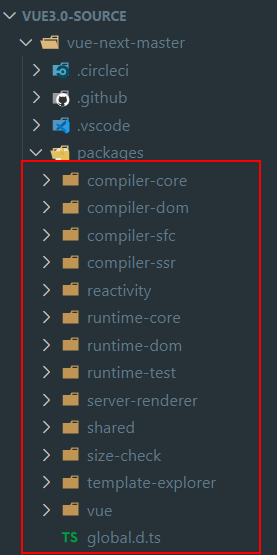 VUE3.0-SOURCE
vue-next-master
.circleci
.github
.vscode
packages
compiler-core
compiler-dom
compiler-sfc
compiler-ssr
reactivity
runtime-core
runtime-dom
runtime-test
server-renderer
shared
size-check
template-explorer
vue
TS global.d.ts